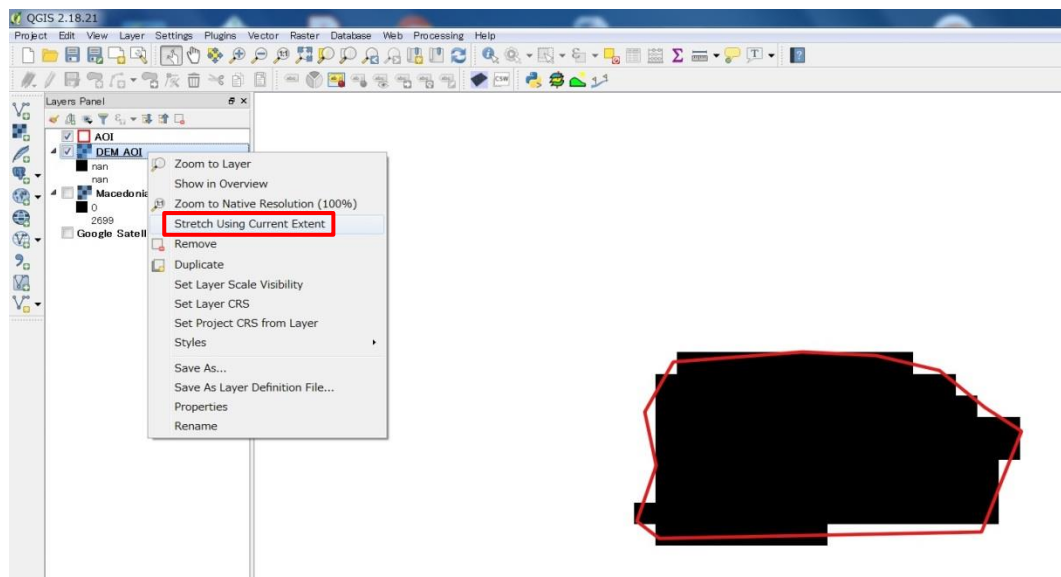 QGIS 2.18.21
Project Edit View Layer Settings Plugins Vector Raster Database Web Processing Help
Layers Panel
AOI
DEM AOI
nan
nan
Macedonia
0
2699
Google Satell
Zoom to Layer
Show in Overview
Zoom to Native Resolution (100%)
Stretch Using Current Extent
Remove
Duplicate
Set Layer Scale Visibility
Set Layer CRS
Set Project CRS from Layer
Styles
Save As...
Save As Layer Definition File...
Properties
Rename